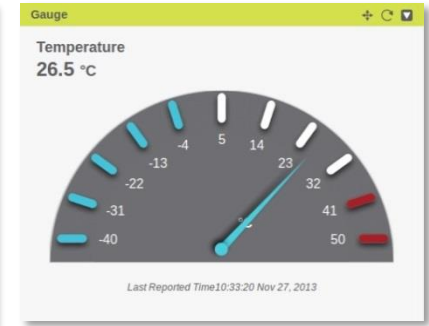 Gauge
Temperature
26.5 °C
5
-4
14
-13
23
-22
32
-31
41
°C
-40
50
Last Reported Time10:33:20 Nov 27, 2013